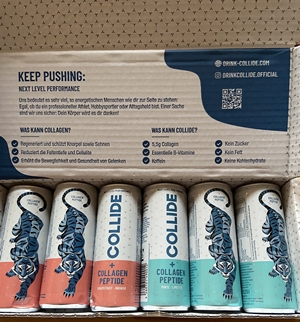 DRINK-COLLIDE.COM
DRINKCOLLIDE.OFFICIAL
KEEP PUSHING:
NEXT LEVEL PERFORMANCE
Uns bedeutet es sehr viel, so energetischen Menschen wie dir zur Seite zu stehen:
Egal, ob du ein professioneller Athlet, Hobbysportler oder Alltagsheld bist. Einer Sache
sind wir uns sicher: Dein Körper wird es dir danken!
WAS KANN COLLAGEN?
Regeneriert und schützt Knorpel sowie Sehnen
Reduziert die Faltentiefe und Cellulite
Erhöht die Beweglichkeit und Gesundheit von Gelenken
WAS KANN COLLIDE?
5,5g Collagen
Essentielle B-Vitamine
Koffein
Kein Zucker
Kein Fett
Keine Kohlenhydrate
COLLIDE
+
COLLAGEN
PEPTIDE
COLLIDE
+
COLLAGEN
PEPTIDE